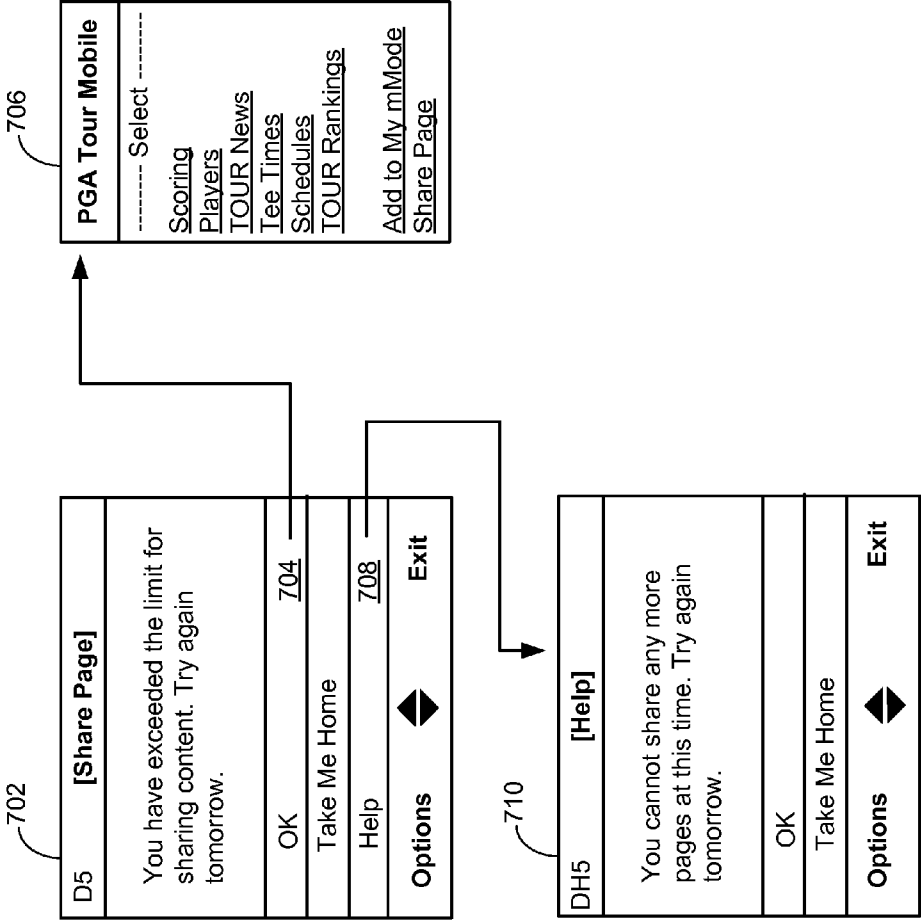 702
D5 [Share Page]
You have exceeded the limit for
sharing content. Try again
tomorrow.
OK 704
Take Me Home
Help 708
Options Exit
706
PGA Tour Mobile
---------- Select ----------
Scoring
Players
TOUR News
Tee Times
Schedules
TOUR Rankings
Add to My mMode
Share Page
710
DH5 [Help]
You cannot share any more
pages at this time. Try again
tomorrow.
OK
Take Me Home
Options Exit